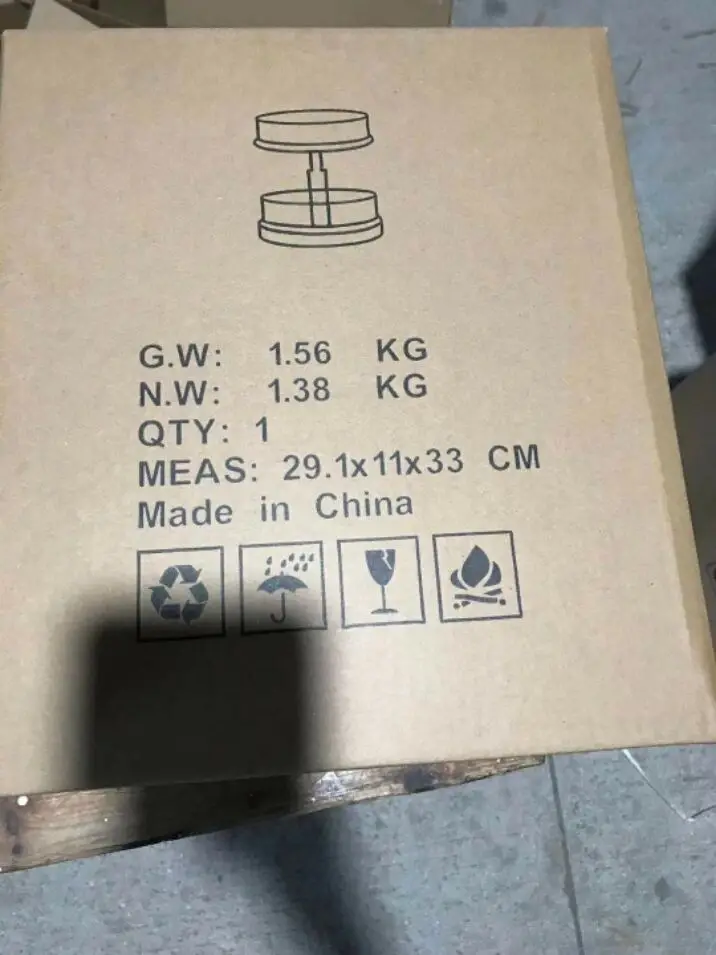 G.W: 1.56 KG
N.W: 1.38 KG
QTY: 1
MEAS: 29.1x11x33 CM
Made in China